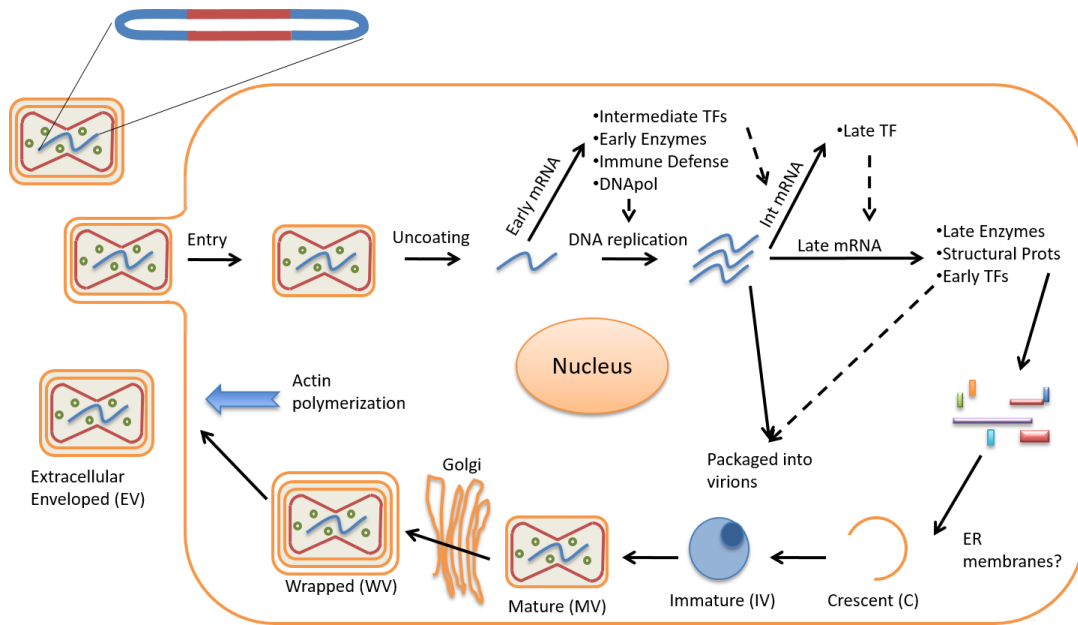 •Intermediate TFs
•Early Enzymes
•Immune Defense
•DNApol
•Late TF
Early mRNA
Int mRNA
Entry
Uncoating
DNA replication
Late mRNA
•Late Enzymes
•Structural Prots
•Early TFs
Nucleus
Actin
polymerization
Extracellular
Enveloped (EV)
Golgi
Packaged into
virions
ER
membranes?
Wrapped (WV)
Mature (MV)
Immature (IV)
Crescent (C)